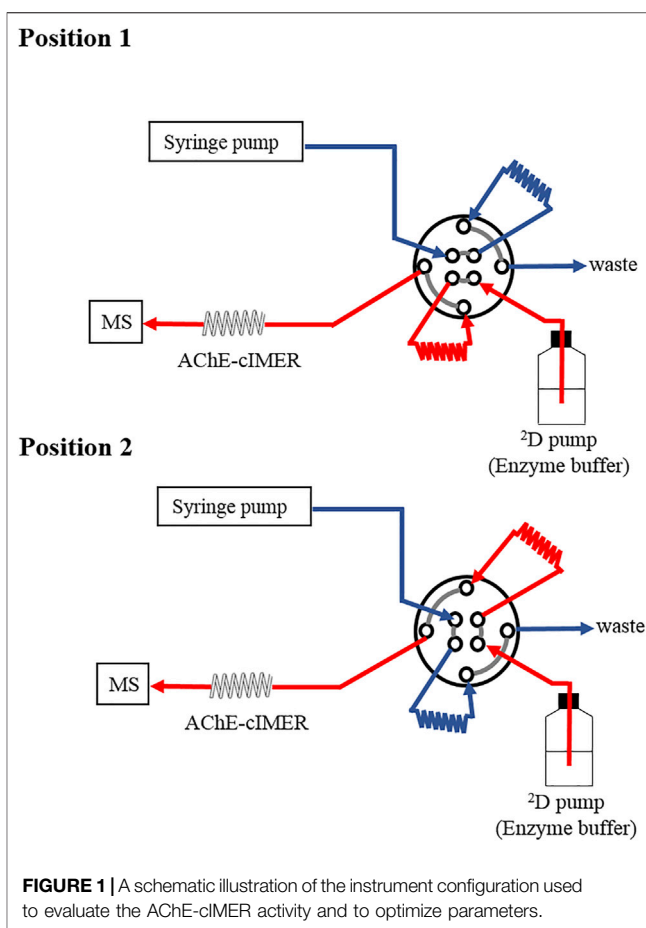 Position 1
Syringe pump
waste
MS
AChE-cIMER
²D pump
(Enzyme buffer)
Position 2
Syringe pump
waste
MS
AChE-cIMER
²D pump
(Enzyme buffer)
FIGURE 1 | A schematic illustration of the instrument configuration used
to evaluate the AChE-cIMER activity and to optimize parameters.